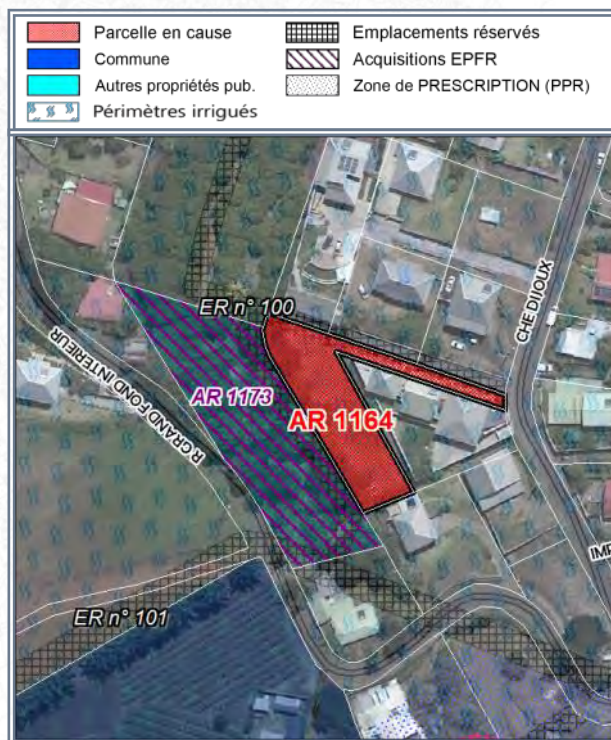 Parcelle en cause
Emplacements réservés
Commune
Acquisitions EPFR
Autres propriétés pub.
Zone de PRESCRIPTION (PPR)
Périmètres irrigués
CHE DIJOUX
ER n° 100
R GRAND FOND INTERIEUR
AR 1173
AR 1164
IMP
ER n° 101